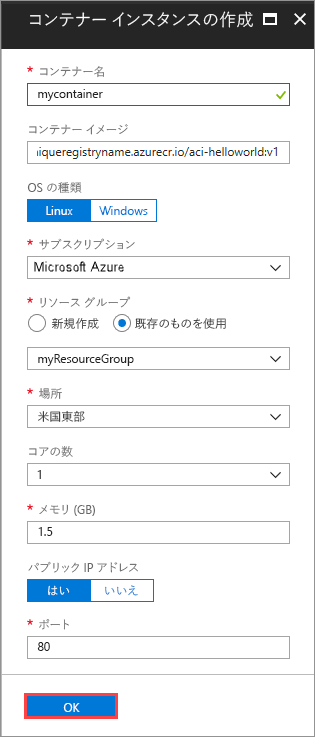 コンテナー インスタンスの作成
* コンテナー名
mycontainer
コンテナー イメージ
iqueregistryname.azurecr.io/aci-helloworld:v1
OS の種類
Linux Windows
* サブスクリプション
Microsoft Azure
* リソース グループ
新規作成 既存のものを使用
myResourceGroup
* 場所
米国東部
コアの数
1
* メモリ (GB)
1.5
パブリック IP アドレス
はい いいえ
* ポート
80
OK